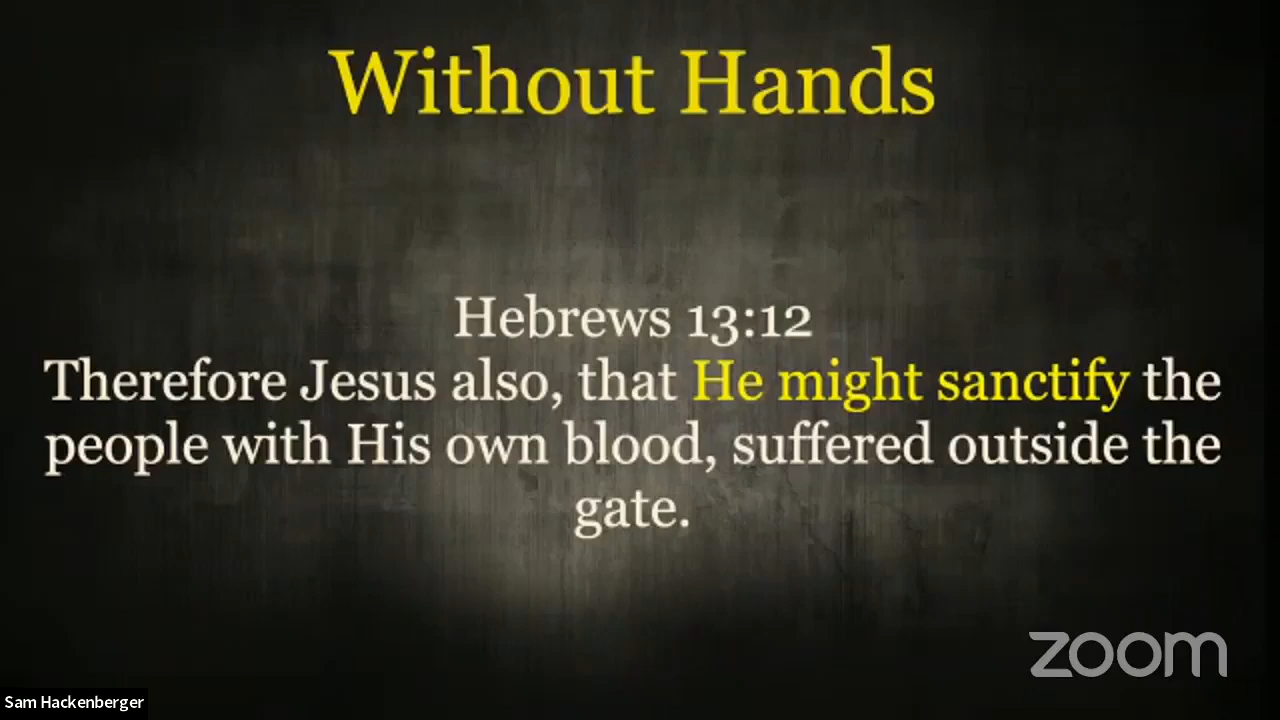 Without Hands
Hebrews 13:12
Therefore Jesus also, that He might sanctify the
people with His own blood, suffered outside the
gate.
zoom
Sam Hackenberger